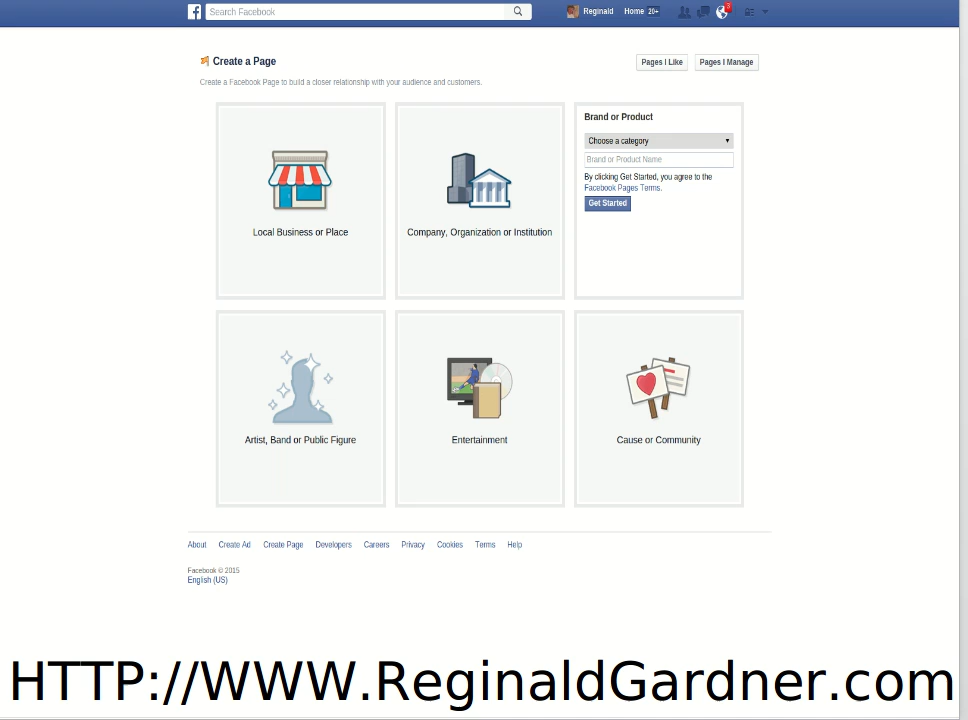 Search Facebook
Reginald Home 20+ 3
Create a Page
Pages I Like Pages I Manage
Create a Facebook Page to build a closer relationship with your audience and customers.
Local Business or Place
Company, Organization or Institution
Brand or Product
Choose a category
Brand or Product Name
By clicking Get Started, you agree to the
Facebook Pages Terms.
Get Started
Artist, Band or Public Figure
Entertainment
Cause or Community
About Create Ad Create Page Developers Careers Privacy Cookies Terms Help
Facebook © 2015
English (US)
HTTP://WWW.ReginaldGardner.com